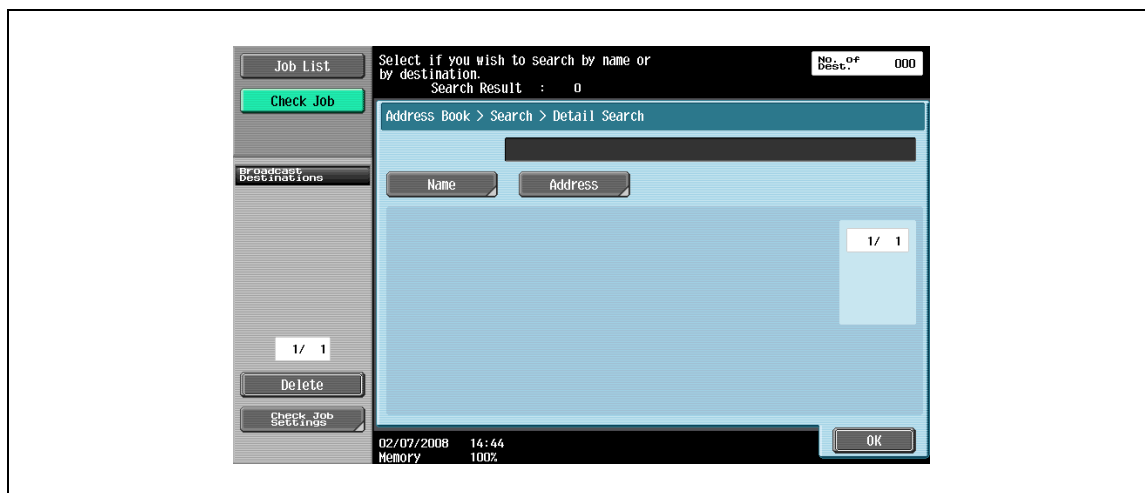 Job List
Check Job
Broadcast
Destinations
1/ 1
Delete
Check Job
Settings
Select if you wish to search by name or
by destination.
Search Result : 0
No. of
Dest. 000
Address Book > Search > Detail Search
Name
Address
1/ 1
02/07/2008 14:44
Memory 100%
OK